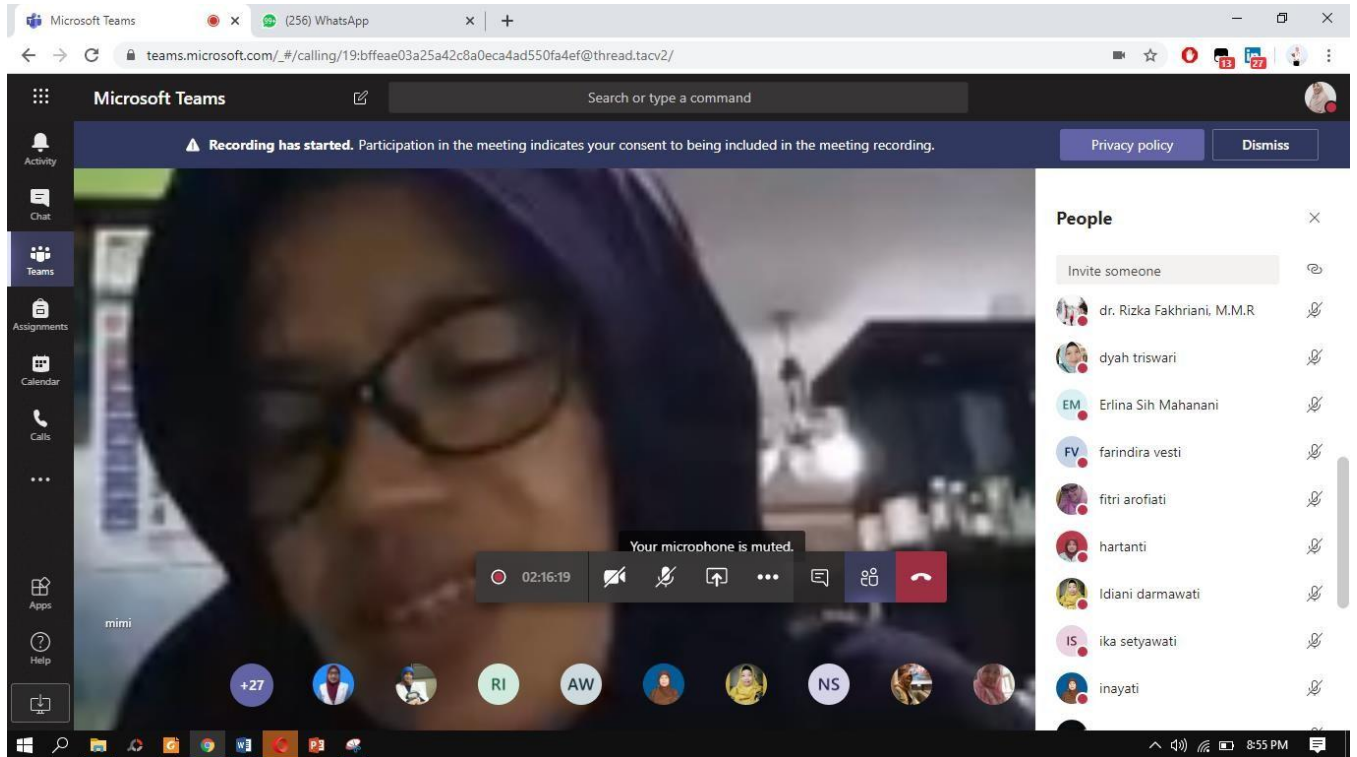 Microsoft Teams
(256) WhatsApp
teams.microsoft.com/_#/calling/19:bffeae03a25a42c8a0eca4ad550fa4ef@thread.tacv2/
13
27
Microsoft Teams
Search or type a command
Recording has started. Participation in the meeting indicates your consent to being included in the meeting recording.
Privacy policy
Dismiss
Activity
Chat
Teams
Assignments
Calendar
Calls
Apps
Help
People
Invite someone
dr. Rizka Fakhriani, M.M.R
dyah triswari
EM Erlina Sih Mahanani
FV farindira vesti
fitri arofiati
hartanti
Idiani darmawati
IS ika setyawati
inayati
Your microphone is muted.
02:16:19
mimi
+27
RI
AW
NS
8:55 PM